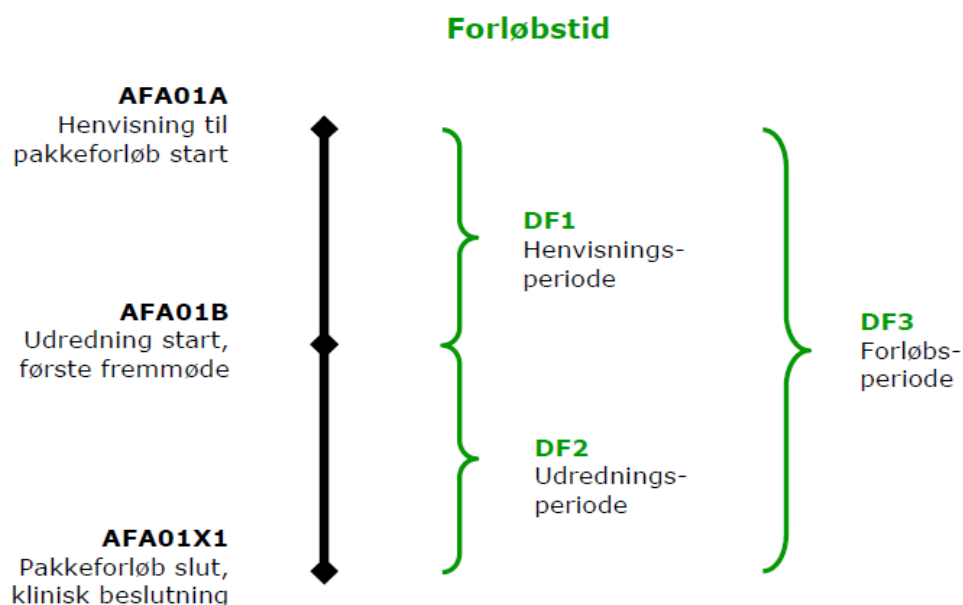 Forløbstid
AFA01A
Henvisning til
pakkeforløb start
DF1
Henvisnings-
periode
AFA01B
Udredning start,
første fremmøde
DF3
Forløbs-
periode
DF2
Udrednings-
periode
AFA01X1
Pakkeforløb slut,
klinisk beslutning